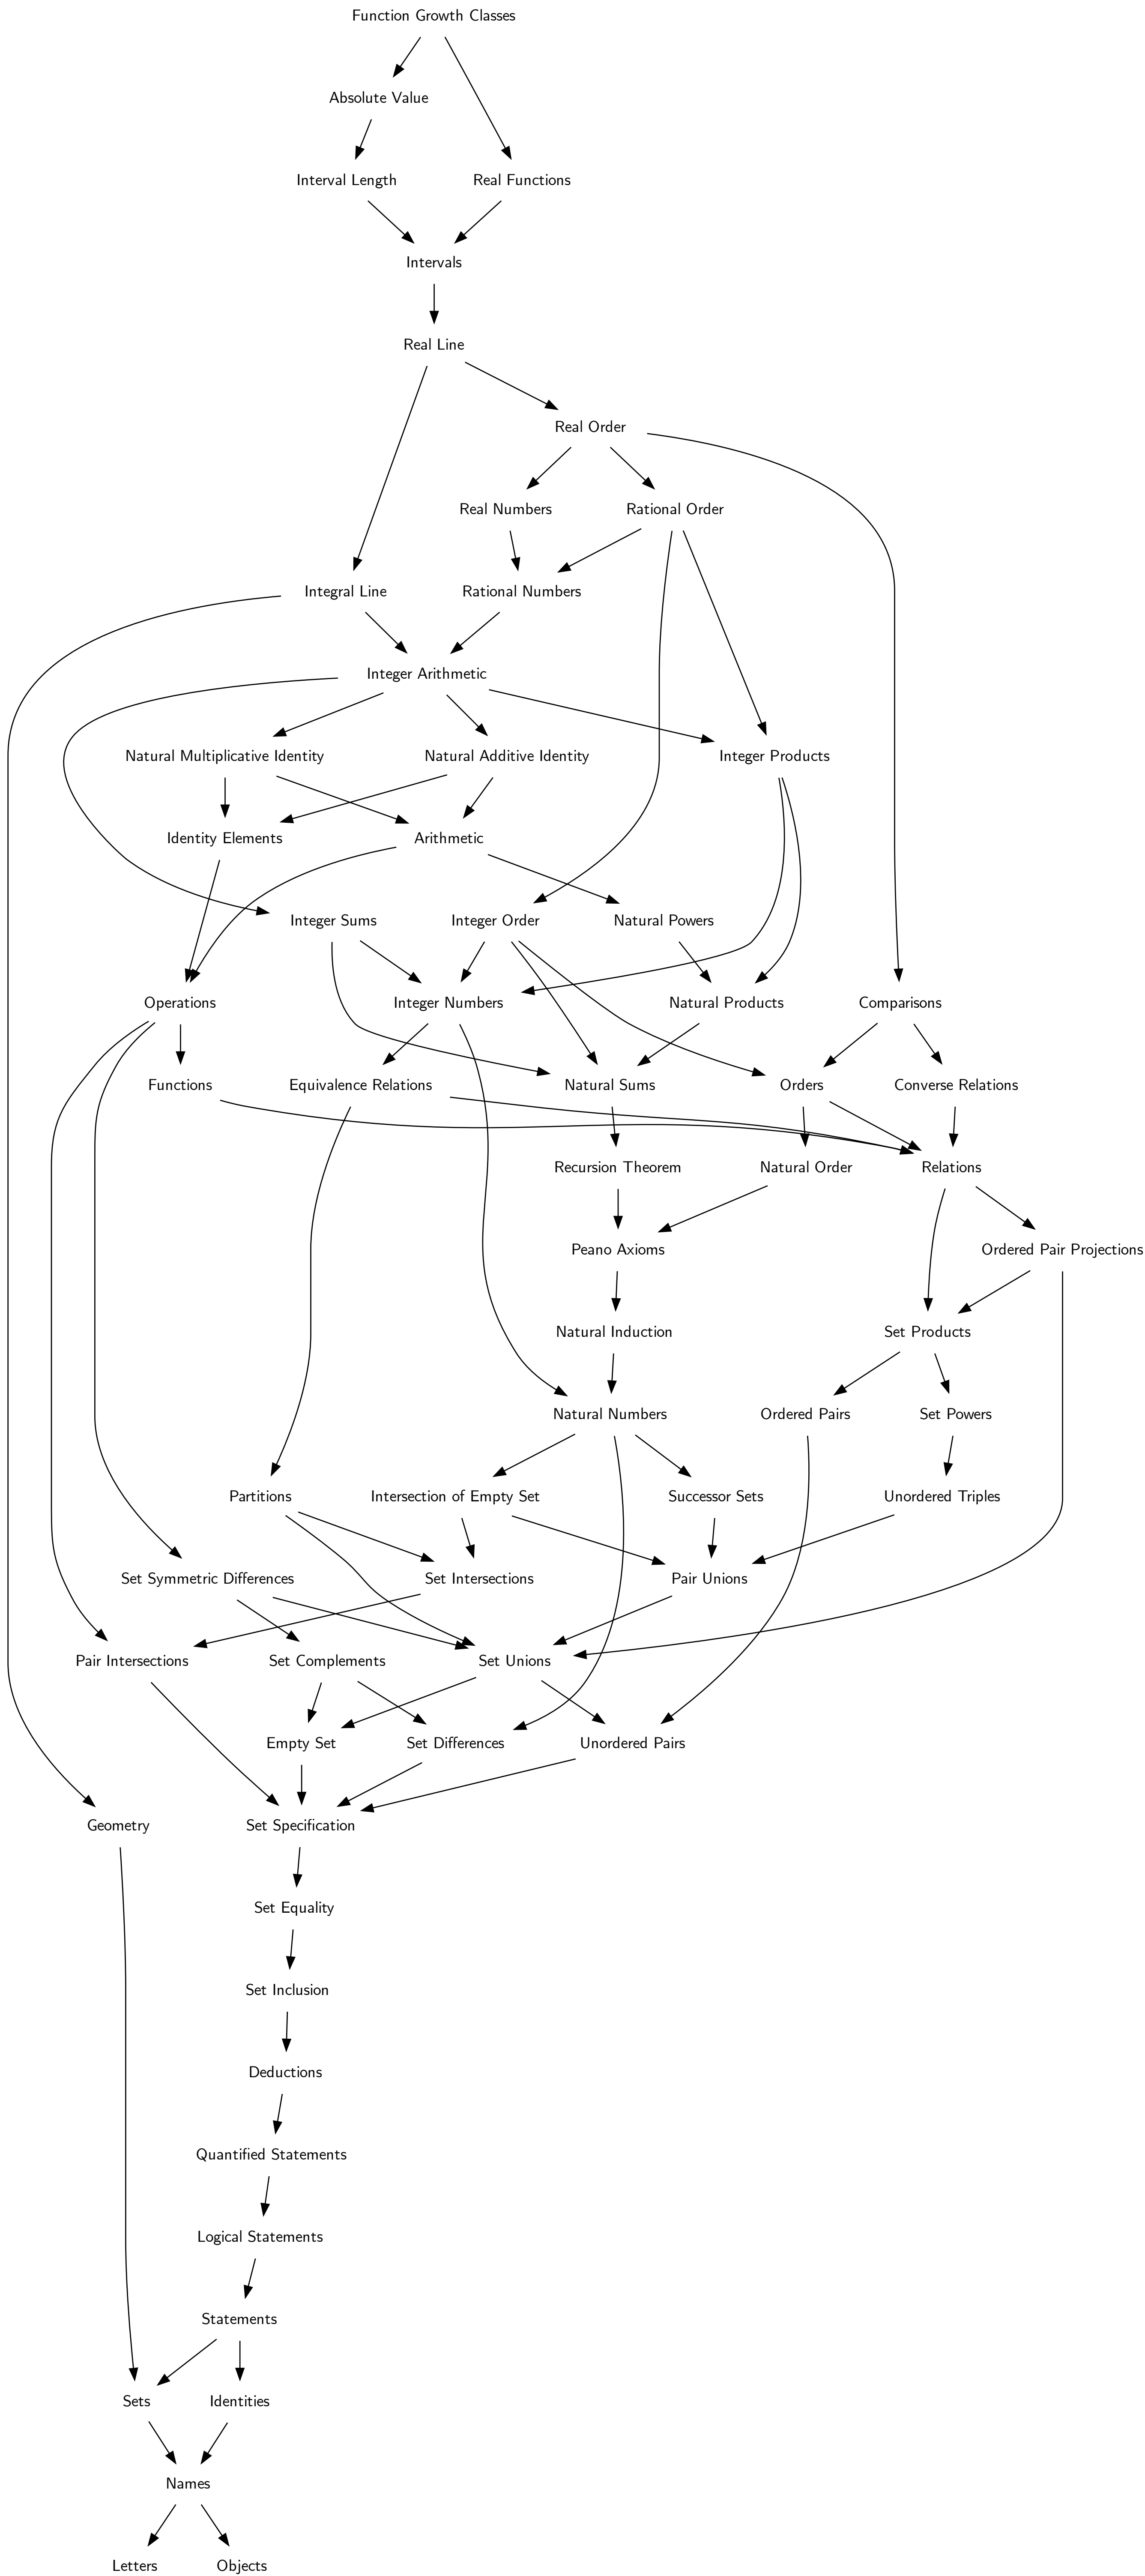 Function Growth Classes
Absolute Value
Interval Length
Real Functions
Intervals
Real Line
Real Order
Real Numbers
Rational Order
Integral Line
Rational Numbers
Integer Arithmetic
Natural Multiplicative Identity
Natural Additive Identity
Integer Products
Identity Elements
Arithmetic
Integer Sums
Integer Order
Natural Powers
Operations
Integer Numbers
Natural Products
Comparisons
Functions
Equivalence Relations
Natural Sums
Orders
Converse Relations
Recursion Theorem
Natural Order
Relations
Peano Axioms
Ordered Pair Projections
Natural Induction
Set Products
Natural Numbers
Ordered Pairs
Set Powers
Partitions
Intersection of Empty Set
Successor Sets
Unordered Triples
Set Symmetric Differences
Set Intersections
Pair Unions
Pair Intersections
Set Complements
Set Unions
Empty Set
Set Differences
Unordered Pairs
Geometry
Set Specification
Set Equality
Set Inclusion
Deductions
Quantified Statements
Logical Statements
Statements
Sets
Identities
Names
Letters
Objects